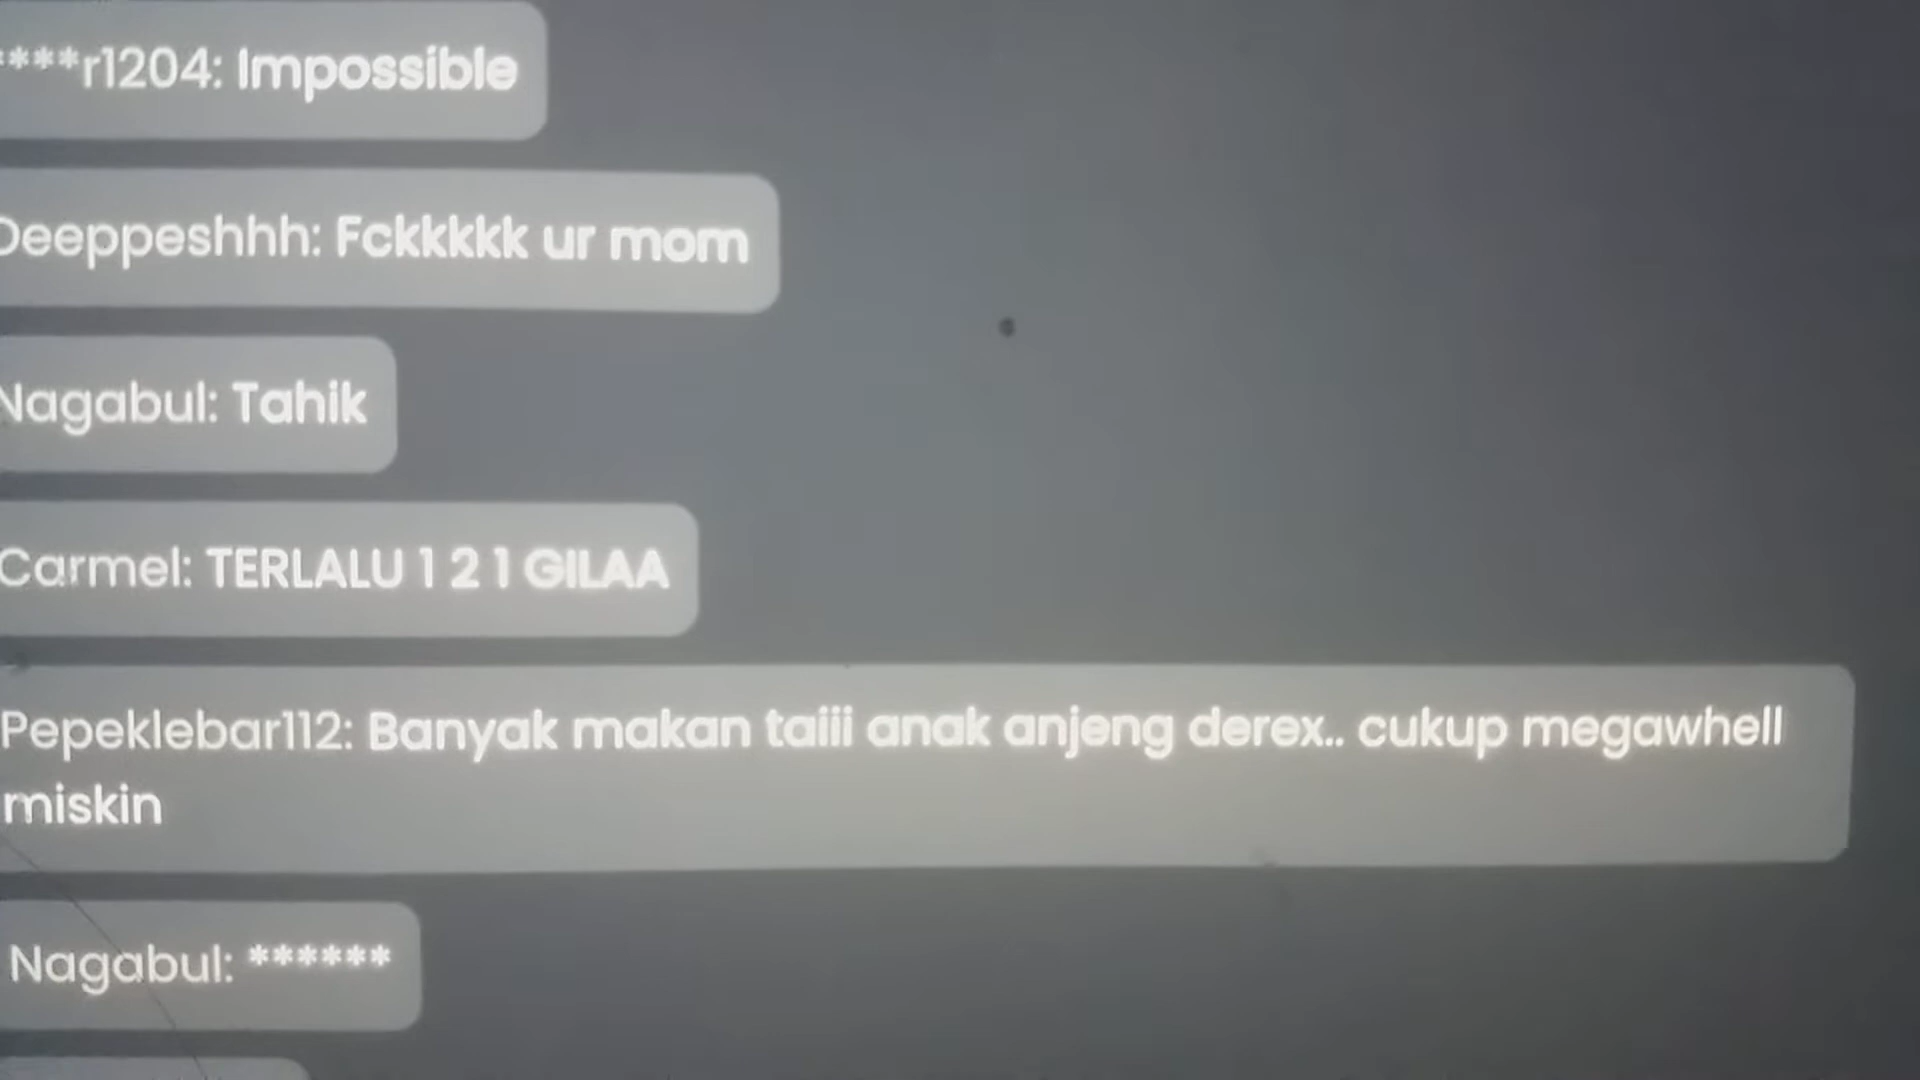 ****r1204: Impossible
Deeppeshhh: Fckkkkk ur mom
Nagabul: Tahik
Carmel: TERLALU 1 2 1 GILAA
Pepeklebar112: Banyak makan taiii anak anjeng derex.. cukup megawhell
miskin
Nagabul: ******